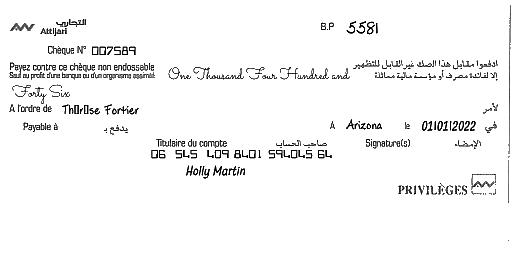 التجاري
Attijari
B.P 5581
Chèque N° 007589
Payez contre ce chèque non endossable
Sauf au profit d'une banque ou d'un organisme assimilé
One Thousand Four Hundred and
ادفعوا مقابل هذا الصك غير القابل للتظهير
إلا لفائدة مصرف أو مؤسسة مالية مماثلة
Forty Six
A l'ordre de Th▯r▯se Fortier لأمر
Payable à يدفع بـ A Arizona le 01|01|2022 في
Titulaire du compte صاحب الحساب Signature(s) الإمضاء
06 545 409 8401 594045 64
Holly Martin
PRIVILÈGES